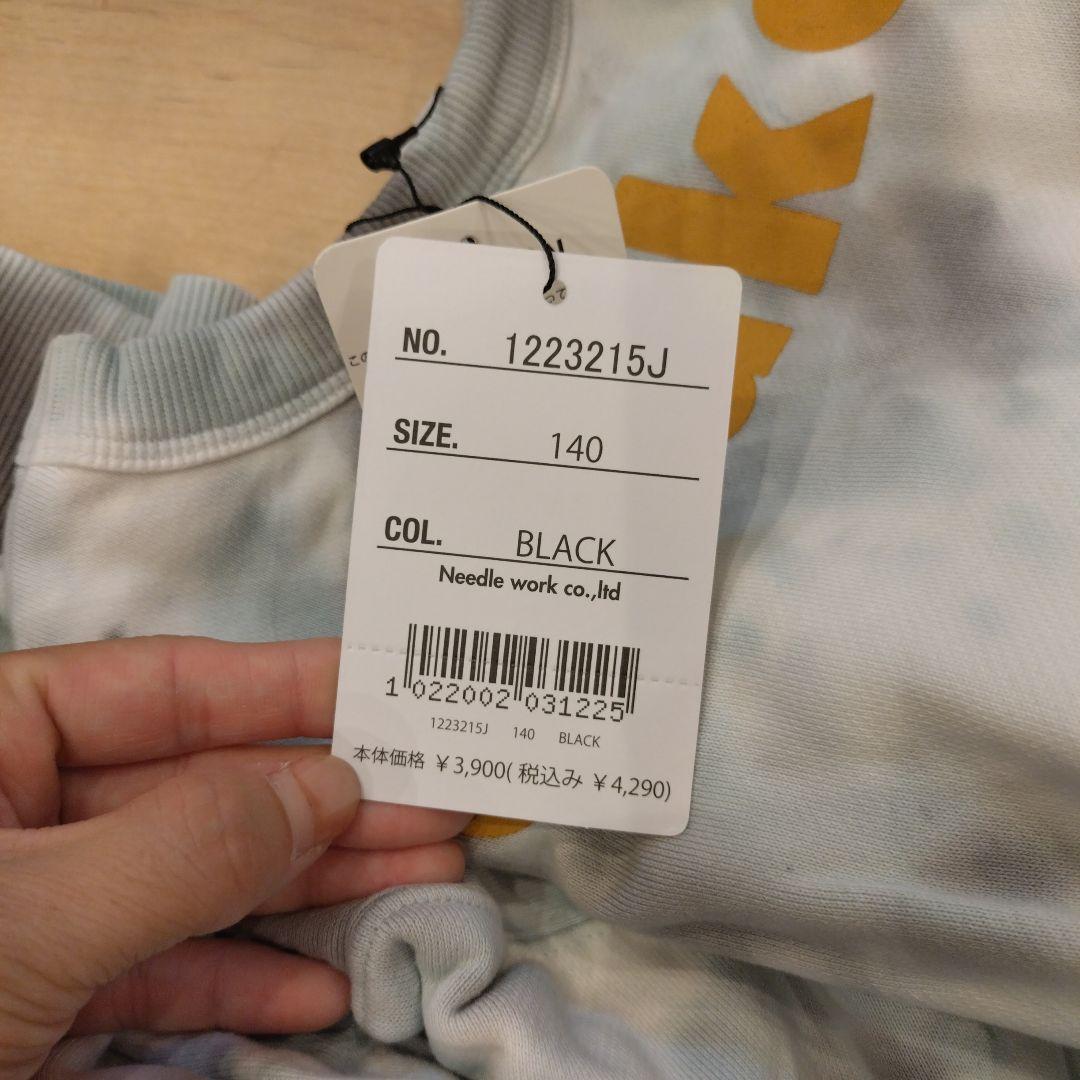 NO. 1223215J
SIZE. 140
COL. BLACK
Needle work co.,ltd
1 022002 031225
1223215J 140 BLACK
本体価格 ¥3,900(税込み ¥4,290)